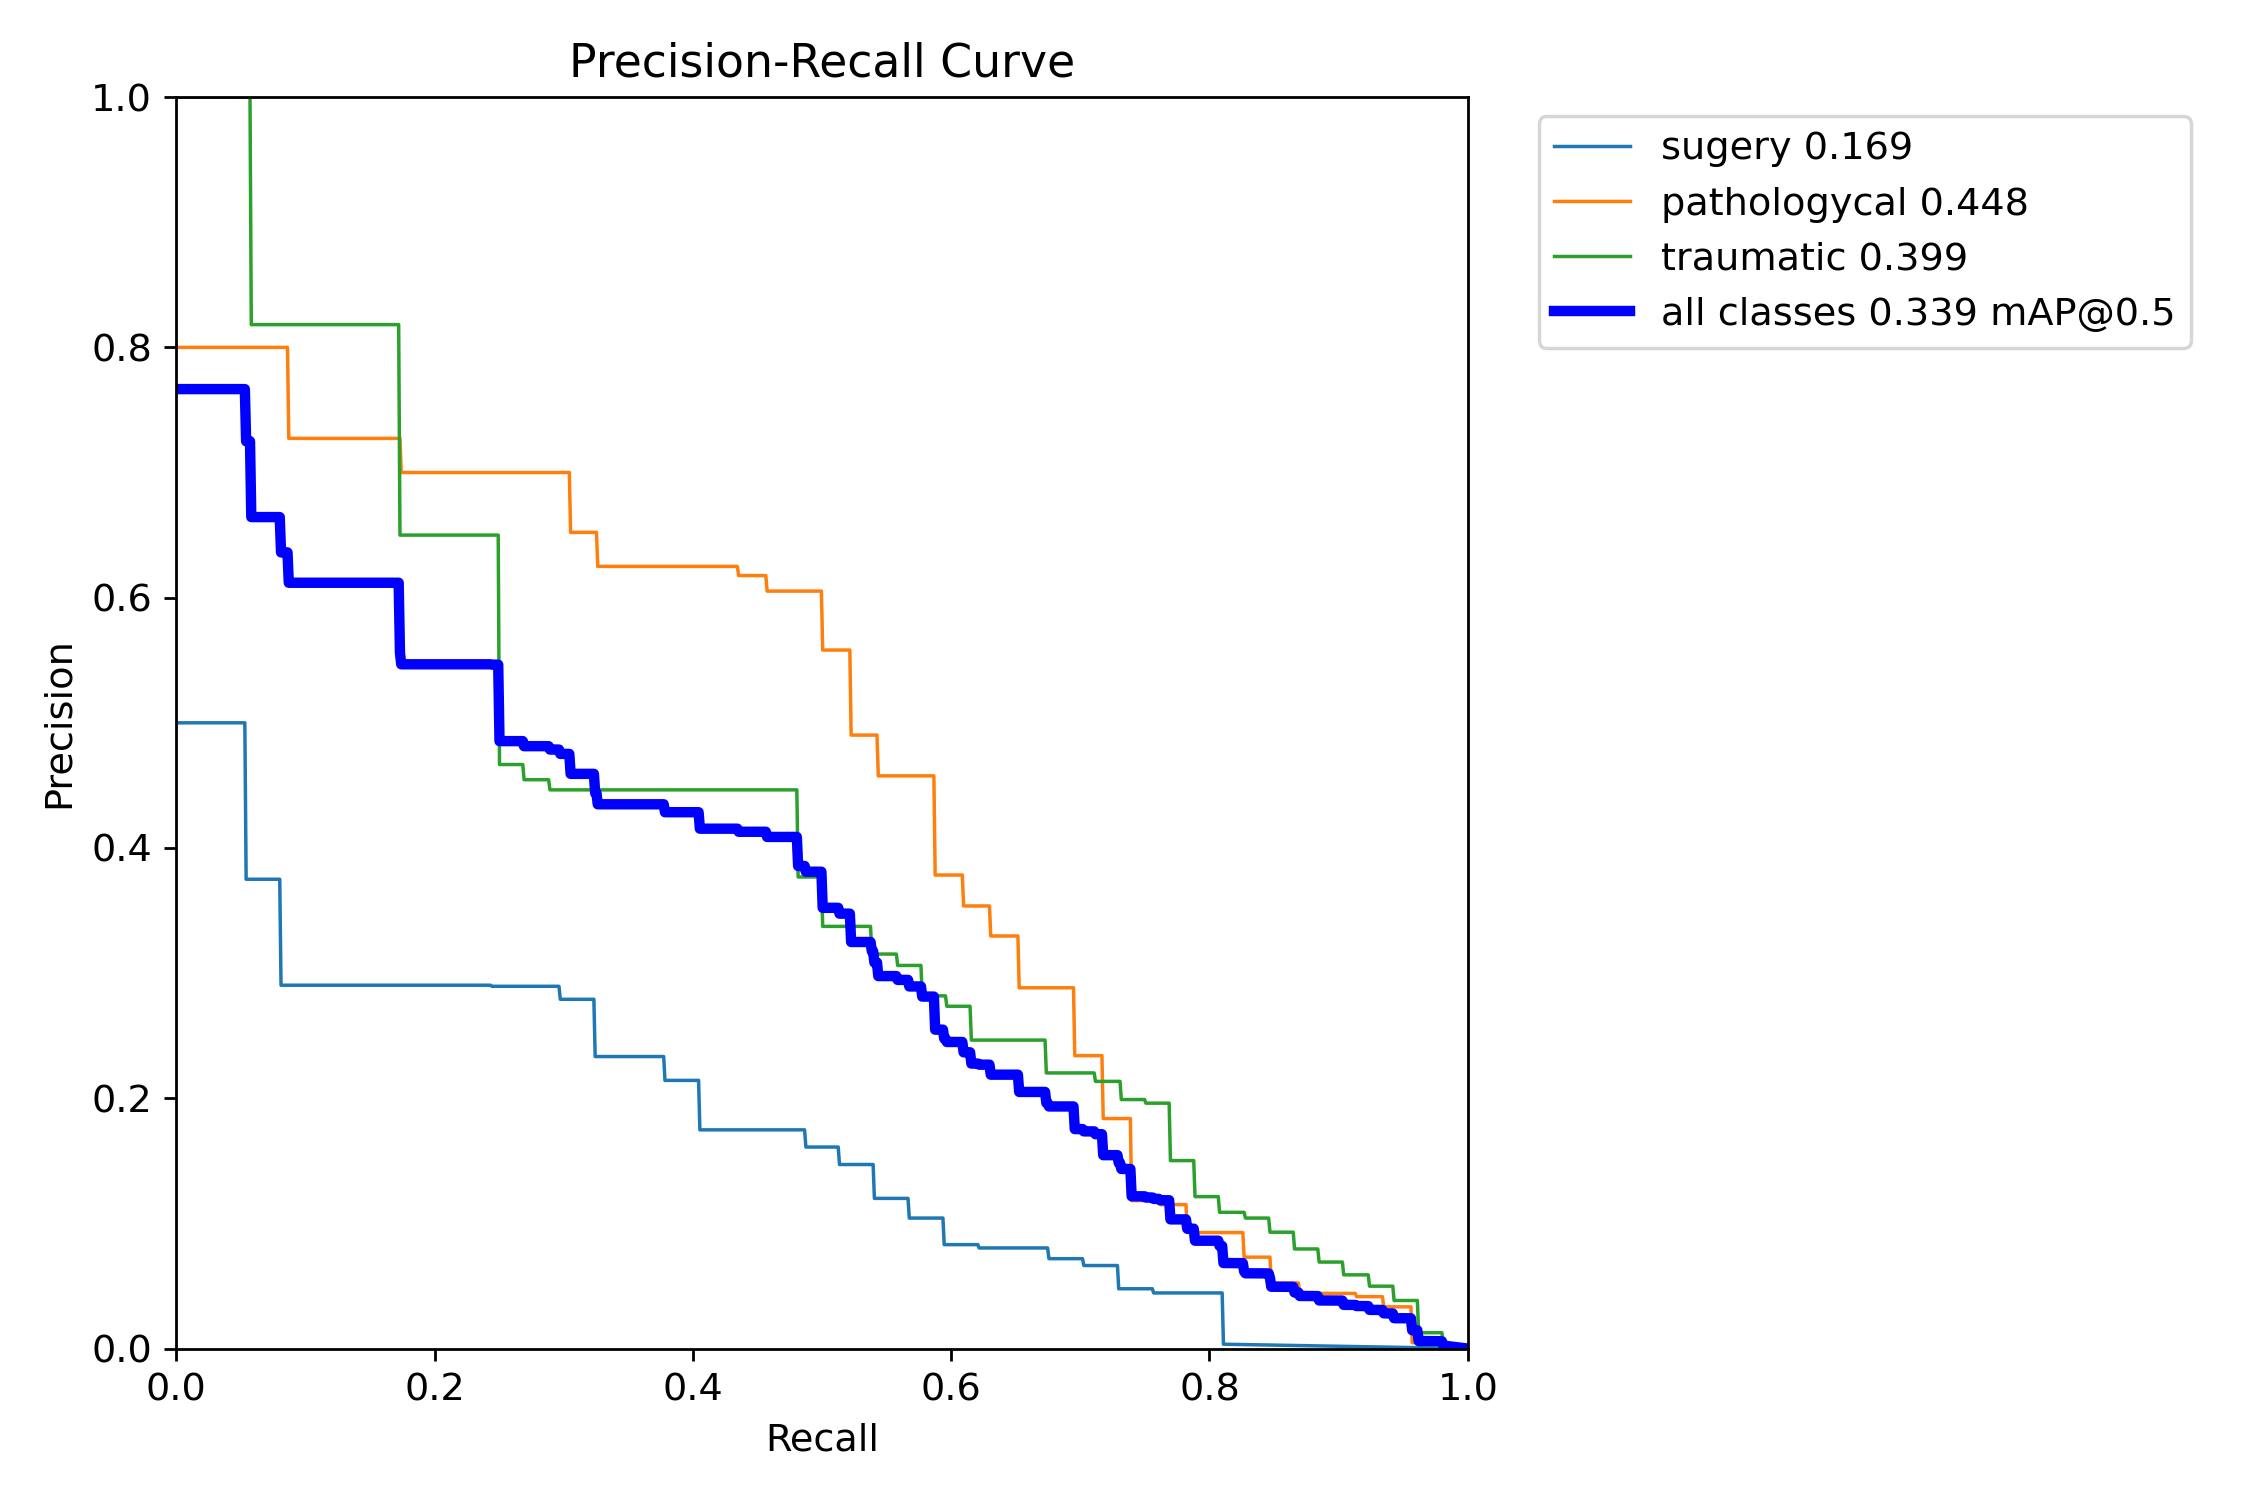 Precision-Recall Curve
1.0
0.8
0.6
0.4
0.2
0.0
Precision
0.0 0.2 0.4 0.6 0.8 1.0
Recall
sugery 0.169
pathologycal 0.448
traumatic 0.399
all classes 0.339 mAP@0.5